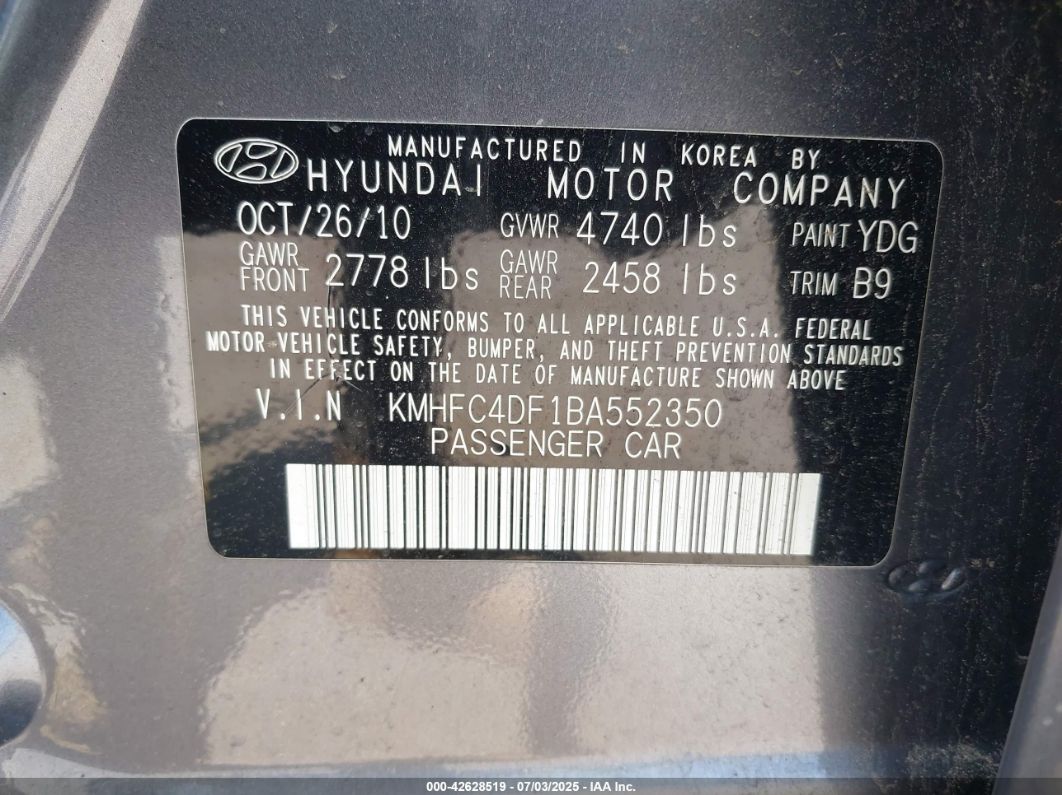 MANUFACTURED IN KOREA BY
HYUNDAI MOTOR COMPANY
OCT/26/10 GVWR 4740 lbs PAINT YDG
GAWR FRONT 2778 lbs GAWR REAR 2458 lbs TRIM B9
THIS VEHICLE CONFORMS TO ALL APPLICABLE U.S.A. FEDERAL
MOTOR VEHICLE SAFETY, BUMPER, AND THEFT PREVENTION STANDARDS
IN EFFECT ON THE DATE OF MANUFACTURE SHOWN ABOVE
V.I.N KMHFC4DF1BA552350
PASSENGER CAR
000-42628519 - 07/03/2025 - IAA Inc.